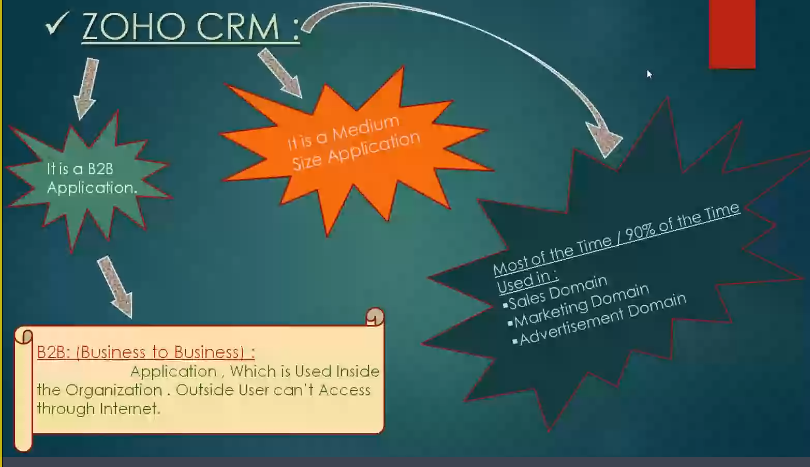 ✓ ZOHO CRM :
It is a B2B
Application.
It is a Medium
Size Application
Most of the Time / 90% of the Time
Used in :
▪Sales Domain
▪Marketing Domain
▪Advertisement Domain
B2B: (Business to Business) :
Application , Which is Used Inside
the Organization . Outside User can't Access
through Internet.